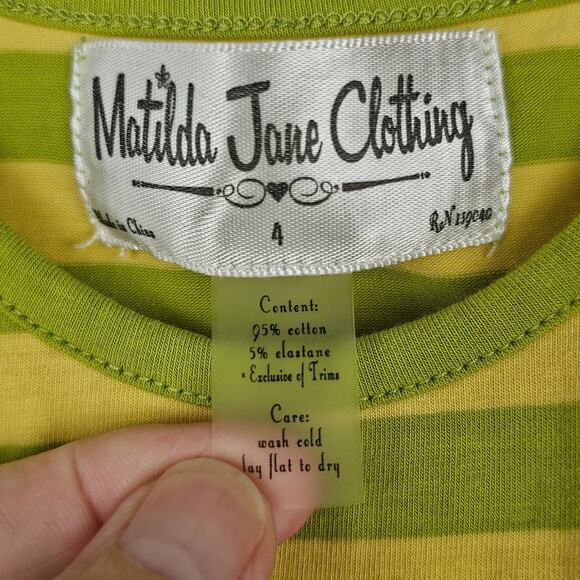 Matilda Jane Clothing
Made in China
4
RN 139040
Content:
95% cotton
5% elastane
* Exclusive of Trims
Care:
wash cold
lay flat to dry